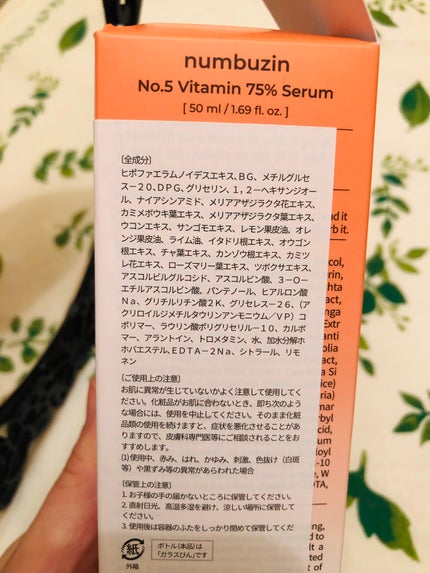 numbuzin
No.5 Vitamin 75% Serum
[ 50 ml / 1.69 fl. oz. ]
〔全成分〕
ヒポファエラムノイデスエキス、BG、メチルグルセ
ス－２０、DPG、グリセリン、１，２－ヘキサンジオー
ル、ナイアシンアミド、メリアアザジラクタ花エキス、
カミメボウキ葉エキス、メリアアザジラクタ葉エキス、
ウコンエキス、サンゴモエキス、レモン果皮油、オレ
ンジ果皮油、ライム油、イタドリ根エキス、オウゴン
根エキス、チャ葉エキス、カンゾウ根エキス、カミツ
レ花エキス、ローズマリー葉エキス、ツボクサエキス、
アスコルビルグルコシド、アスコルビン酸、３－Ｏ－
エチルアスコルビン酸、パンテノール、ヒアルロン酸
Ｎａ、グリチルリチン酸２Ｋ、グリセレス－２６、（ア
クリロイルジメチルタウリンアンモニウム／ＶＰ）コ
ポリマー、ラウリン酸ポリグリセリル－１０、カルボ
マー、アラントイン、トロメタミン、水、加水分解ホ
ホバエステル、ＥＤＴＡ－２Ｎａ、シトラール、リモ
ネン
〔ご使用上の注意〕
お肌に異常が生じていないかよく注意して使用してく
ださい。化粧品がお肌に合わないとき、即ち次のよう
な場合には、使用を中止してください。そのまま化粧
品類の使用を続けますと、症状を悪化させることがあ
りますので、皮膚科専門医等にご相談されることをお
すすめします。
(1)使用中、赤み、はれ、かゆみ、刺激、色抜け（白斑
等）や黒ずみ等の異常があらわれた場合
〔保管上の注意〕
1. お子様の手の届かないところに保管してください。
2. 直射日光、高温多湿を避け、涼しい場所に保管して
ください。
3. 使用後は容器のふたをしっかり閉めて保管してくだ
紙
外箱
ボトル(本品)は
「ガラスびん」です